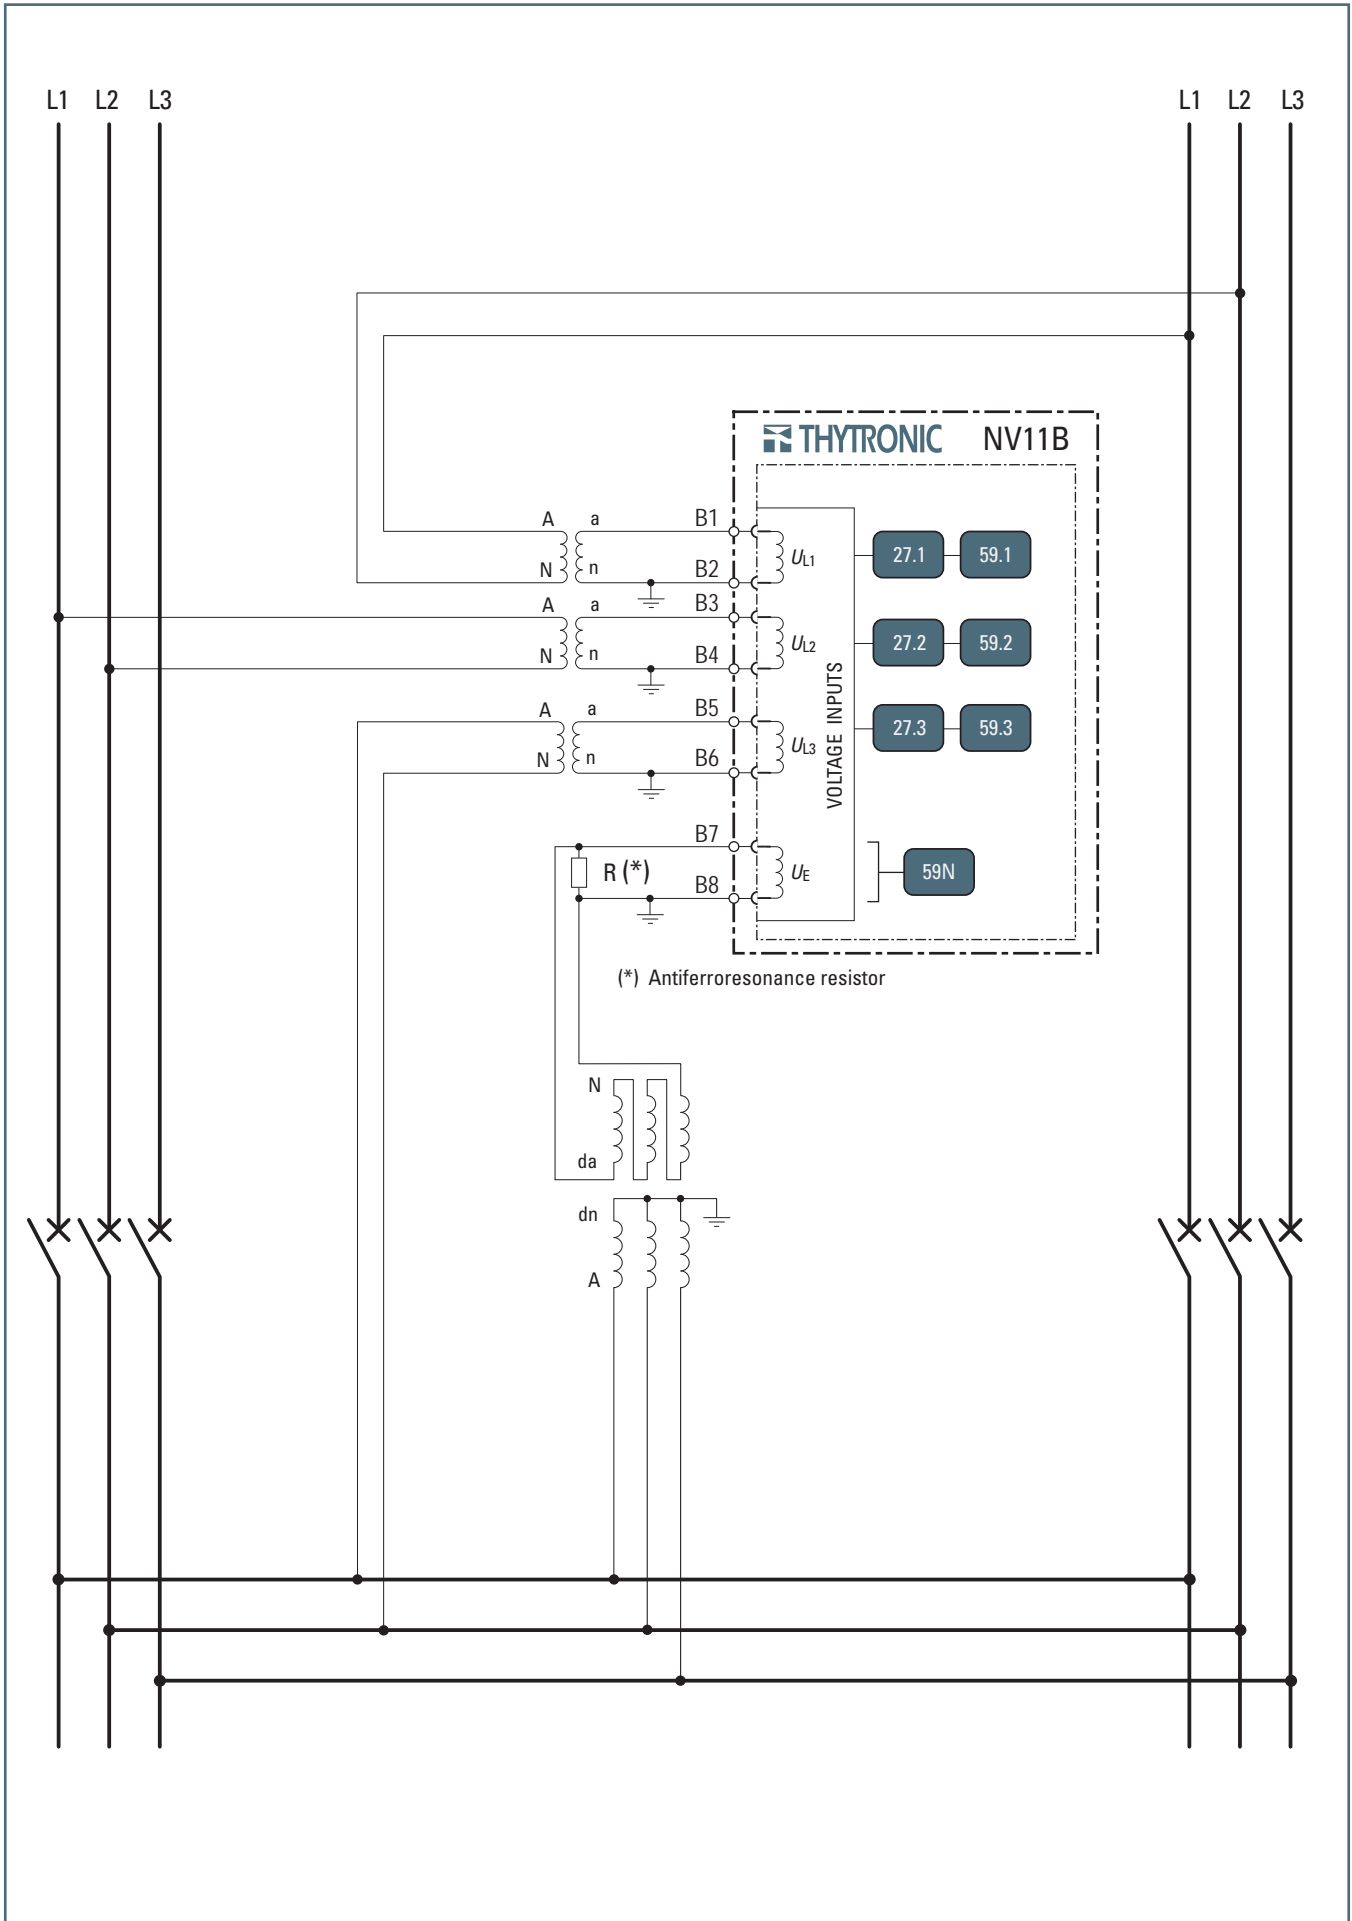 L1 L2 L3
L1 L2 L3
THYTRONIC NV11B
A a B1
N n B2
UL1
27.1 59.1
A a B3
N n B4
UL2
27.2 59.2
A a B5
N n B6
UL3
27.3 59.3
VOLTAGE INPUTS
B7
R (*)
B8
UE
59N
(*) Antiferroresonance resistor
N
da
dn
A